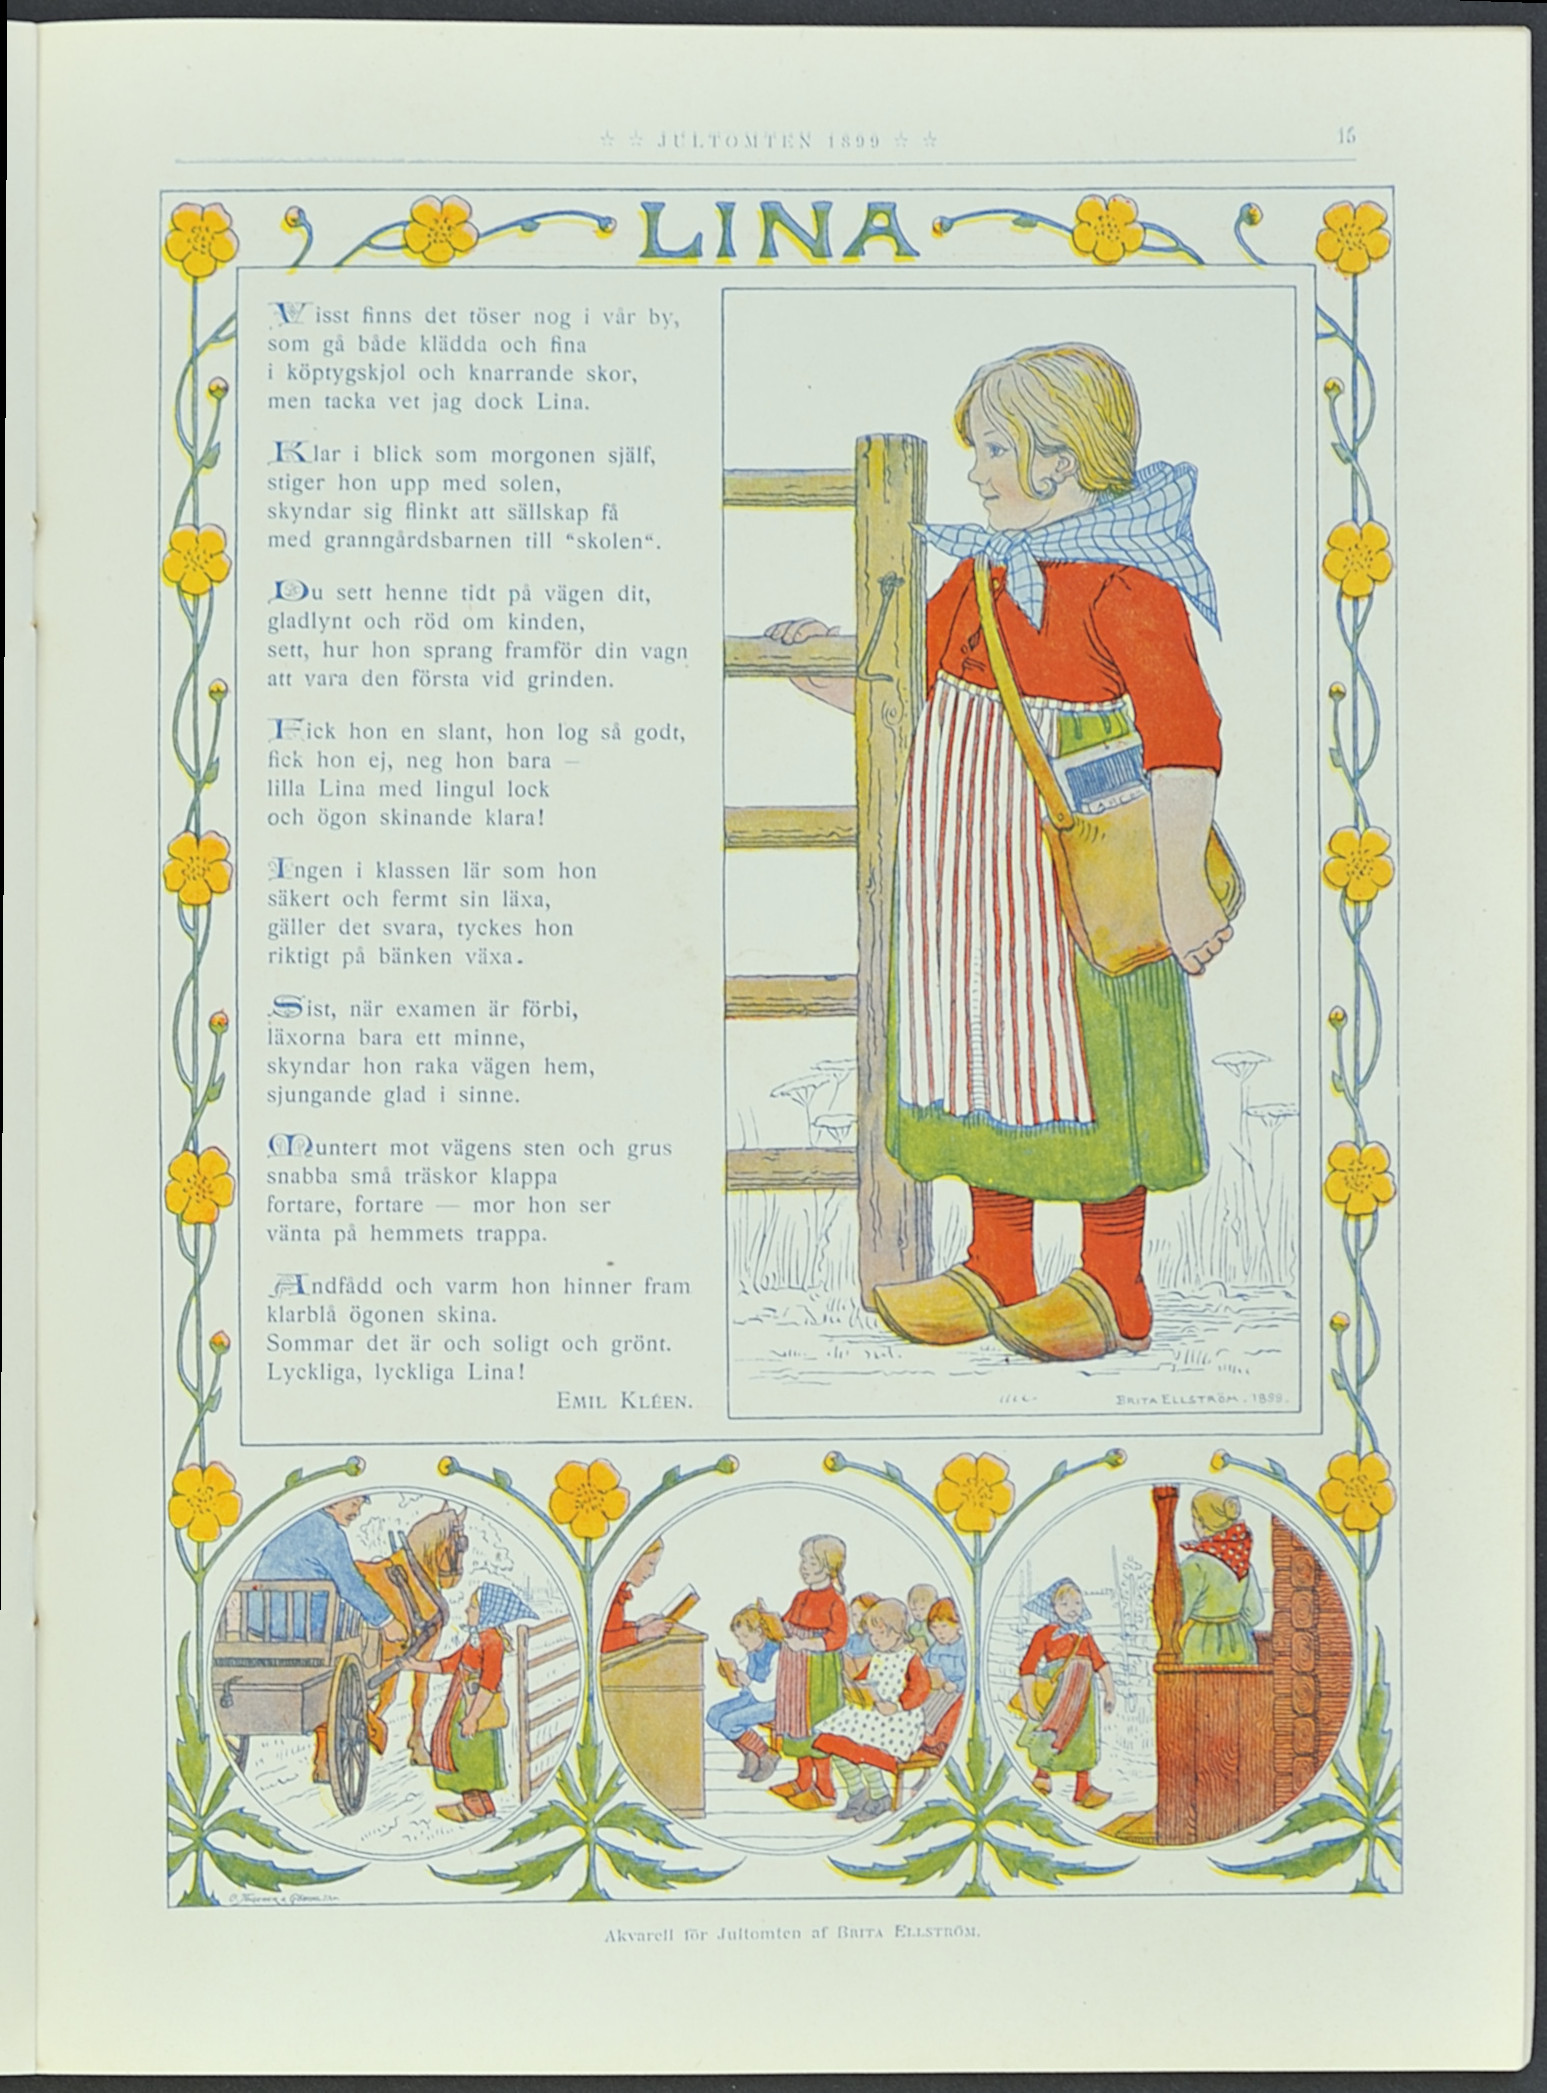 ☆ ☆ JULTOMTEN 1899 ☆ ☆
15
LINA
Visst finns det töser nog i vår by,
som gå både klädda och fina
i köptygskjol och knarrande skor,
men tacka vet jag dock Lina.
Klar i blick som morgonen själf,
stiger hon upp med solen,
skyndar sig flinkt att sällskap få
med granngårdsbarnen till “skolen“.
Du sett henne tidt på vägen dit,
gladlynt och röd om kinden,
sett, hur hon sprang framför din vagn
att vara den första vid grinden.
Fick hon en slant, hon log så godt,
fick hon ej, neg hon bara —
lilla Lina med lingul lock
och ögon skinande klara!
Ingen i klassen lär som hon
säkert och fermt sin läxa,
gäller det svara, tyckes hon
riktigt på bänken växa.
Sist, när examen är förbi,
läxorna bara ett minne,
skyndar hon raka vägen hem,
sjungande glad i sinne.
Muntert mot vägens sten och grus
snabba små träskor klappa
fortare, fortare — mor hon ser
vänta på hemmets trappa.
Andfådd och varm hon hinner fram
klarblå ögonen skina.
Sommar det är och soligt och grönt.
Lyckliga, lyckliga Lina!
EMIL KLÉEN.
BRITA ELLSTRÖM. 1899.
Akvarell för Jultomten af BRITA ELLSTRÖM.